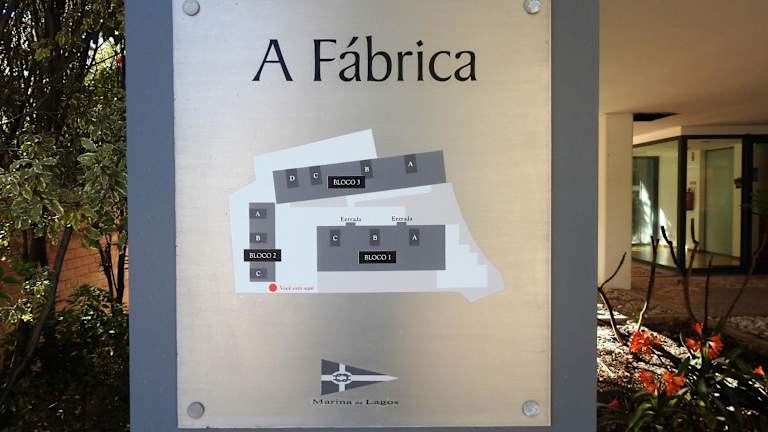 A Fábrica
D C B A
BLOCO 3
A
B
BLOCO 2
C
Entrada Entrada
C B A
BLOCO 1
Você está aqui
Marina de Lagos